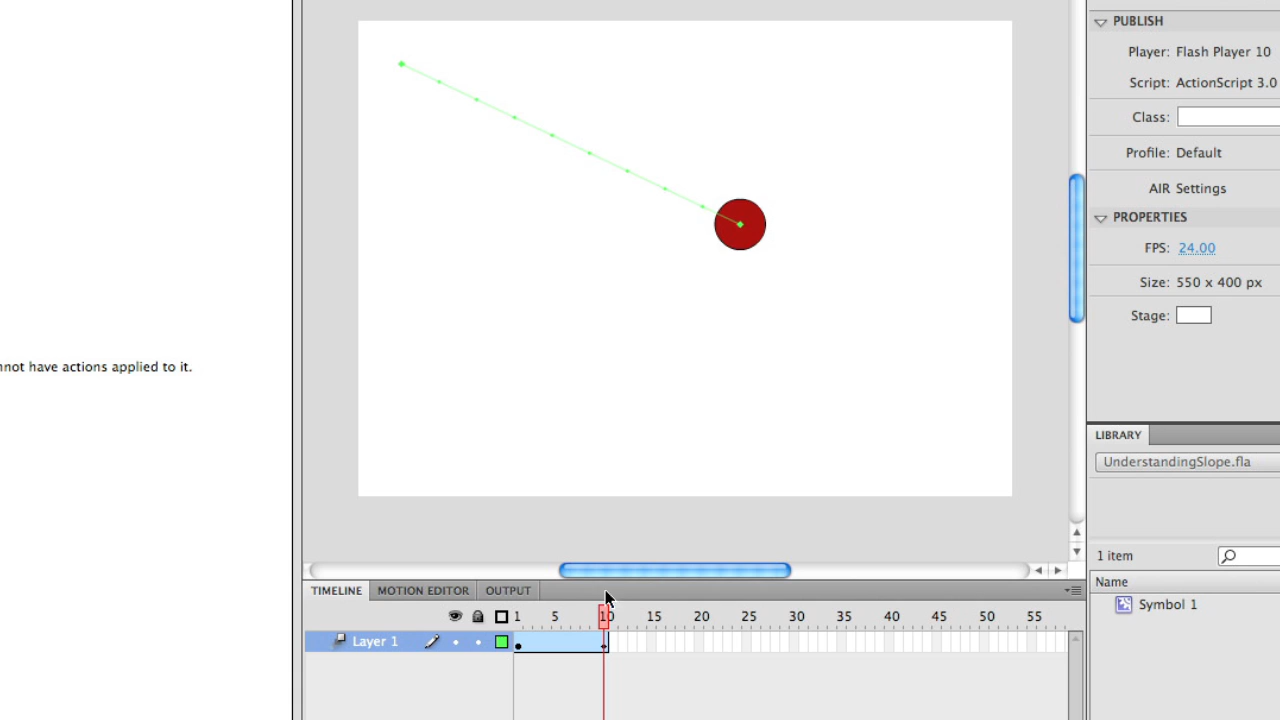 PUBLISH
Player: Flash Player 10
Script: ActionScript 3.0
Class:
Profile: Default
AIR Settings
PROPERTIES
FPS: 24.00
Size: 550 x 400 px
Stage:
have actions applied to it.
LIBRARY
UnderstandingSlope.fla
1 item
Name
Symbol 1
TIMELINE MOTION EDITOR OUTPUT
1 5 10 15 20 25 30 35 40 45 50 55
Layer 1